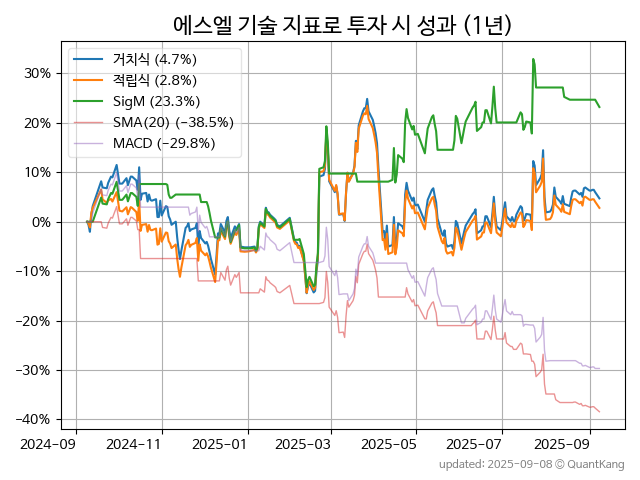 에스엘 기술 지표로 투자 시 성과 (1년)
거치식 (4.7%)
적립식 (2.8%)
SigM (23.3%)
SMA(20) (−38.5%)
MACD (−29.8%)
30%
20%
10%
0%
−10%
−20%
−30%
−40%
2024-09 2024-11 2025-01 2025-03 2025-05 2025-07 2025-09
updated: 2025-09-08 © QuantKang